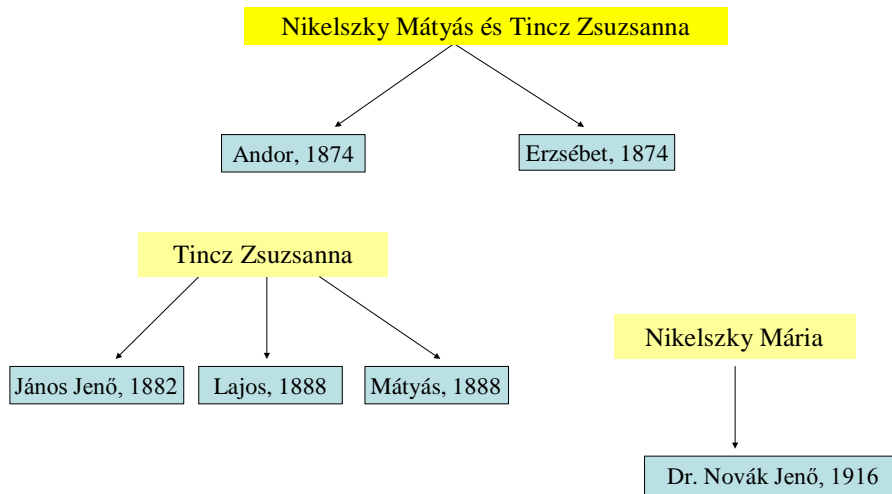 Nikelszky Mátyás és Tincz Zsuzsanna
Andor, 1874
Erzsébet, 1874
Tincz Zsuzsanna
János Jenő, 1882
Lajos, 1888
Mátyás, 1888
Nikelszky Mária
Dr. Novák Jenő, 1916